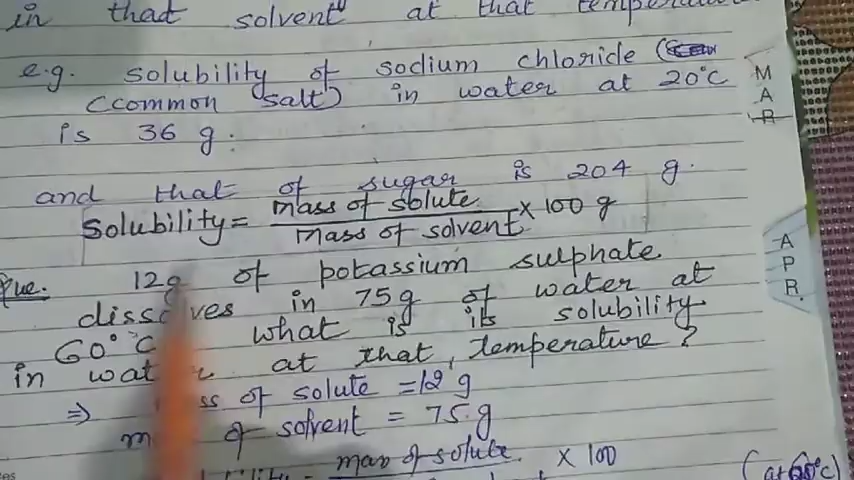 in that solvent at that
e.g. solubility of sodium chloride (
(common salt) in water at 20°C
is 36 g.
and that of sugar is 204 g.
Solubility = mass of solute / Mass of solvent × 100 g
Que. 12g of potassium sulphate
dissolves in 75g of water at
60°C what is its solubility
in water at that temperature?
⇒ of solute = 12 g
of solvent = 75 g
mas of solute × 100
MAR
APR.